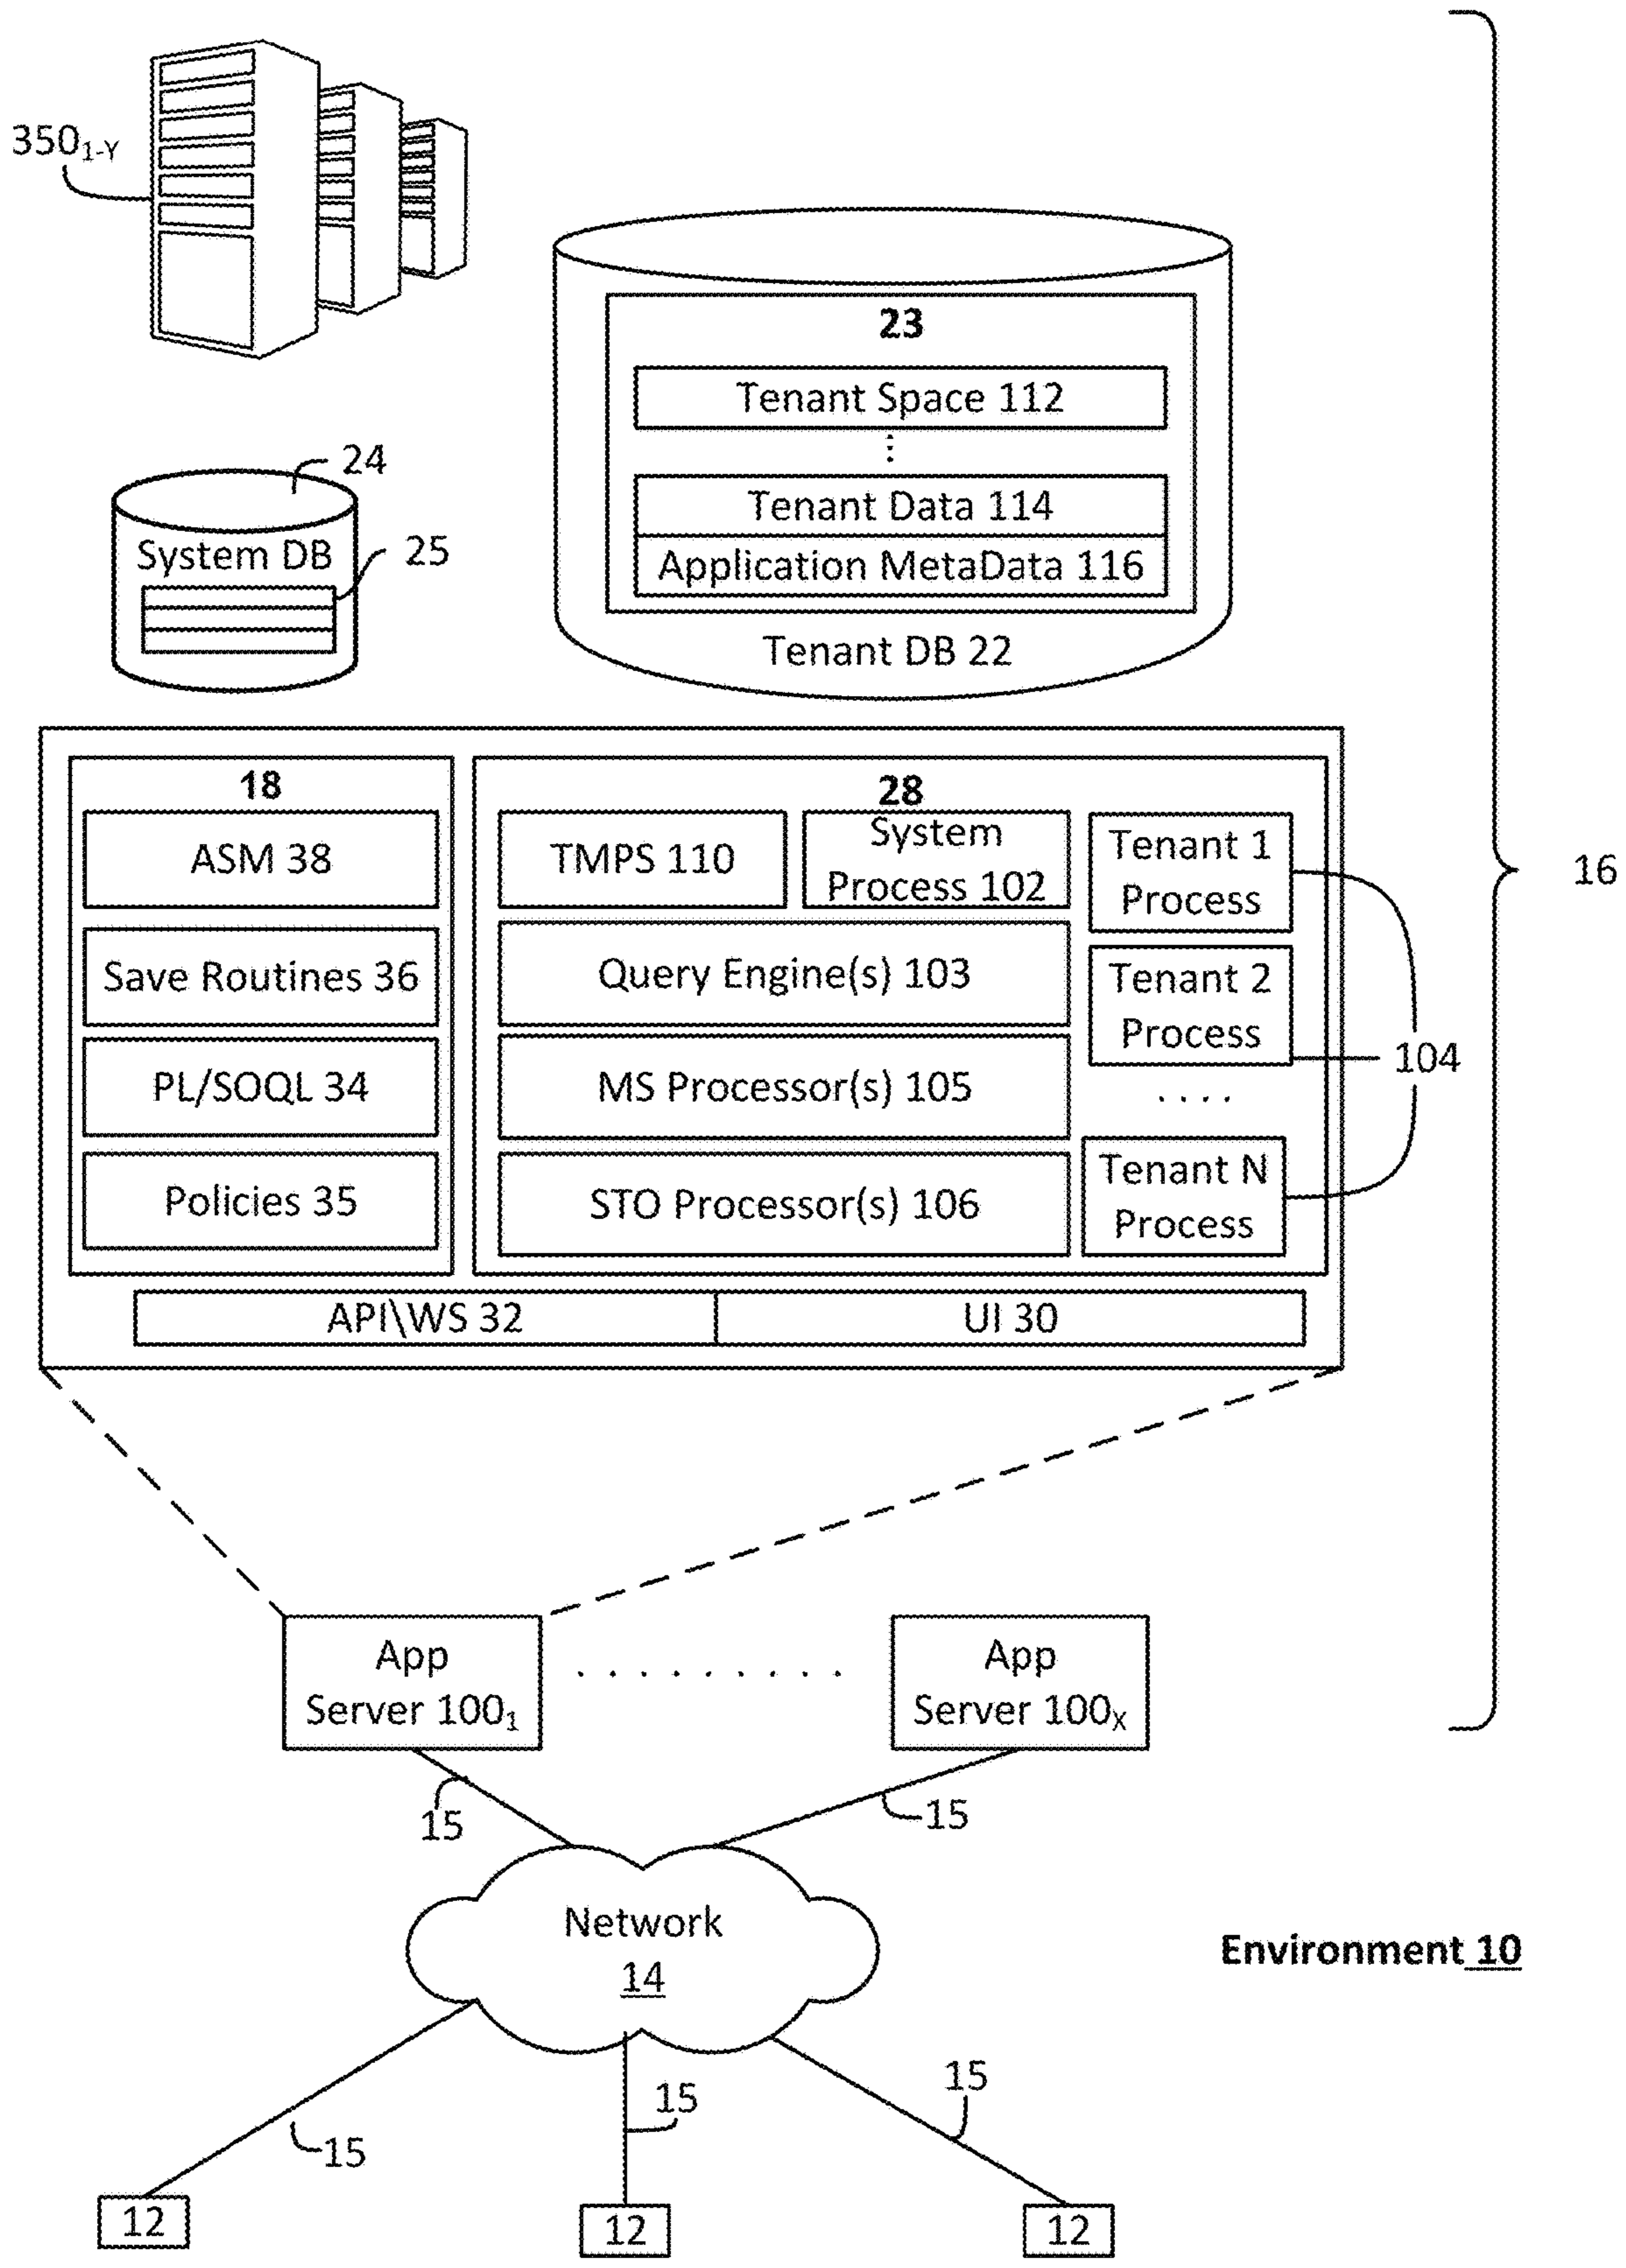 350₁₋Y
23
Tenant Space 112
24
Tenant Data 114
System DB
25
Application MetaData 116
Tenant DB 22
18
28
ASM 38
TMPS 110
System
Process 102
Tenant 1
Process
16
Save Routines 36
Query Engine(s) 103
Tenant 2
Process
104
PL/SOQL 34
MS Processor(s) 105
Policies 35
STO Processor(s) 106
Tenant N
Process
API\WS 32
UI 30
App
Server 100₁
App
Server 100ₓ
15
15
Network
14
Environment 10
15
15
15
12
12
12